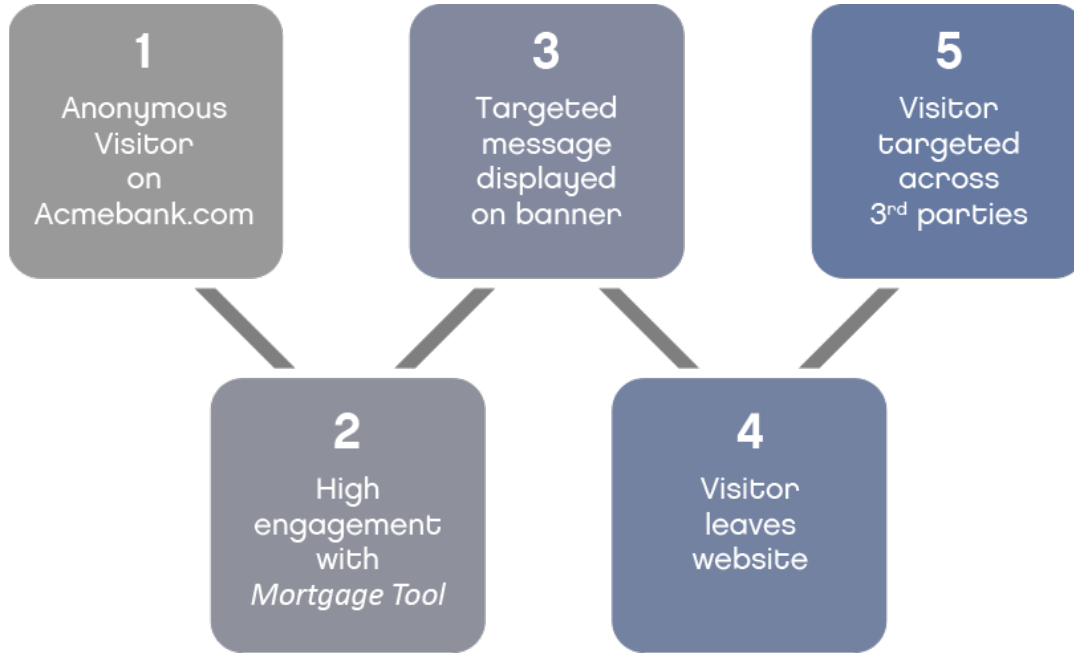 1
Anonymous
Visitor
on
Acmebank.com
2
High
engagement
with
Mortgage Tool
3
Targeted
message
displayed
on banner
4
Visitor
leaves
website
5
Visitor
targeted
across
3rd parties